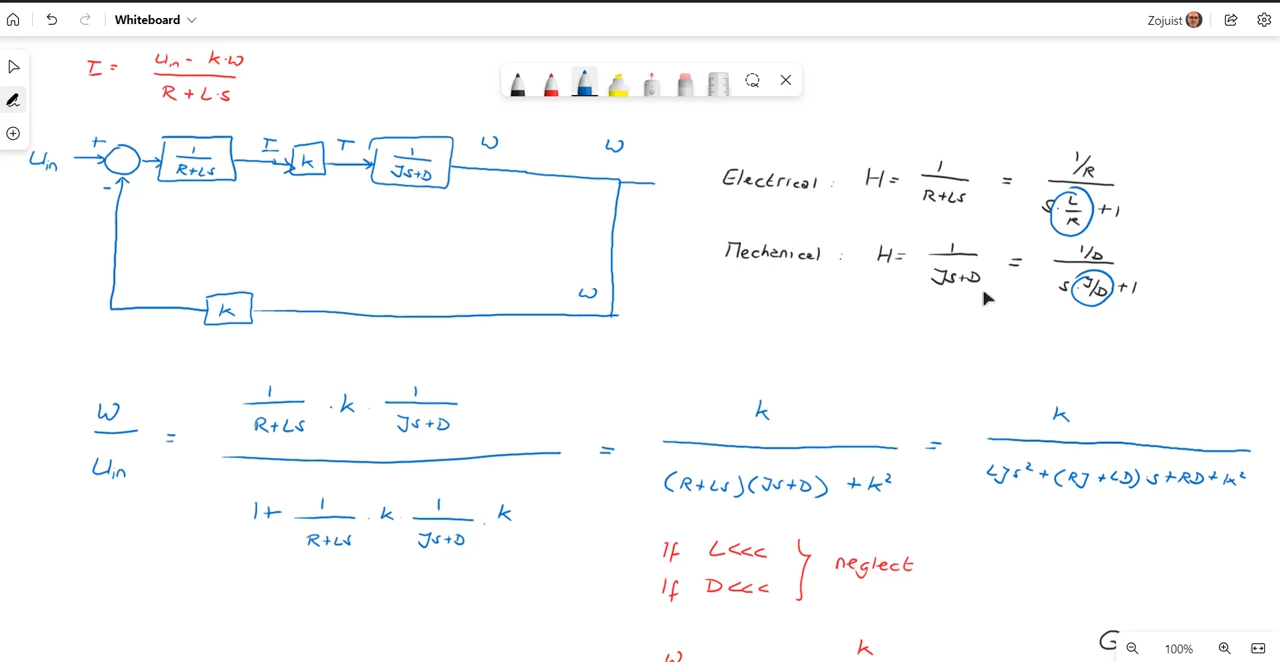 Whiteboard
Zojuist
I = (u_in - k·ω) / (R + L·s)
u_in + - 1/(R+Ls) I k T 1/(Js+D) ω ω
k ω
Electrical: H = 1/(R+Ls) = (1/R) / (s·L/R + 1)
Mechanical: H = 1/(Js+D) = (1/D) / (s·J/D + 1)
ω/u_in = (1/(R+Ls) · k · 1/(Js+D)) / (1 + 1/(R+Ls) · k · 1/(Js+D) · k) = k / ((R+Ls)(Js+D) + k²) = k / (LJs² + (RJ+LD)s + RD + k²)
If L<<<
If D<<<
} neglect
ω k
G
100%